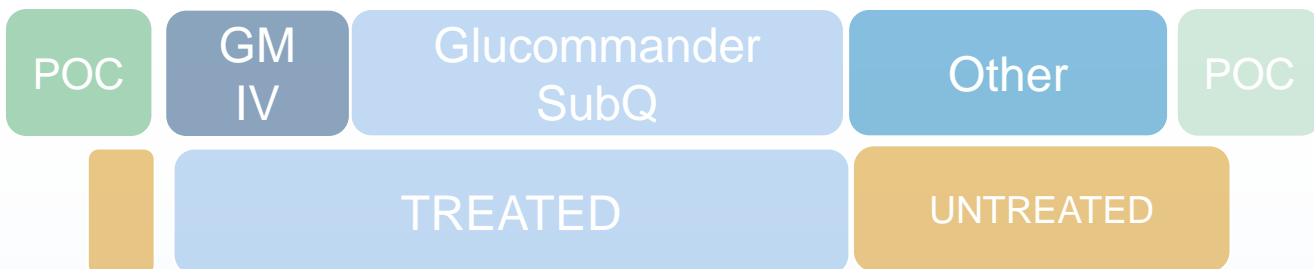 POC
GM
IV
Glucommander
SubQ
Other
POC
TREATED
UNTREATED